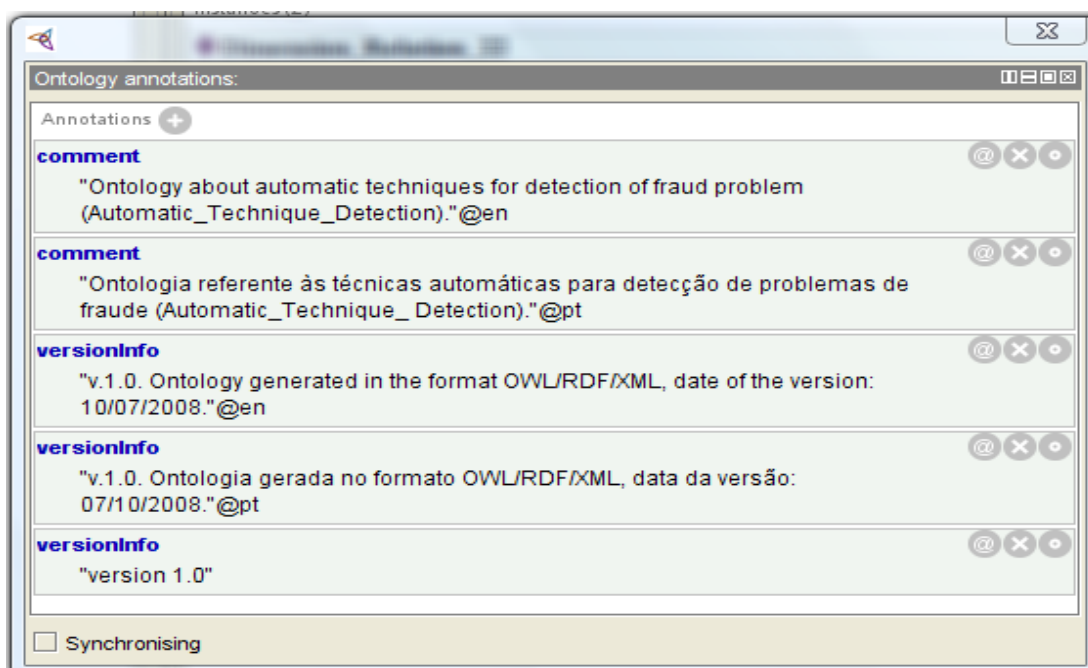 Ontology annotations:
Annotations
comment
"Ontology about automatic techniques for detection of fraud problem
(Automatic_Technique_Detection)."@en
comment
"Ontologia referente às técnicas automáticas para detecção de problemas de
fraude (Automatic_Technique_ Detection)."@pt
versionInfo
"v.1.0. Ontology generated in the format OWL/RDF/XML, date of the version:
10/07/2008."@en
versionInfo
"v.1.0. Ontologia gerada no formato OWL/RDF/XML, data da versão:
07/10/2008."@pt
versionInfo
"version 1.0"
Synchronising